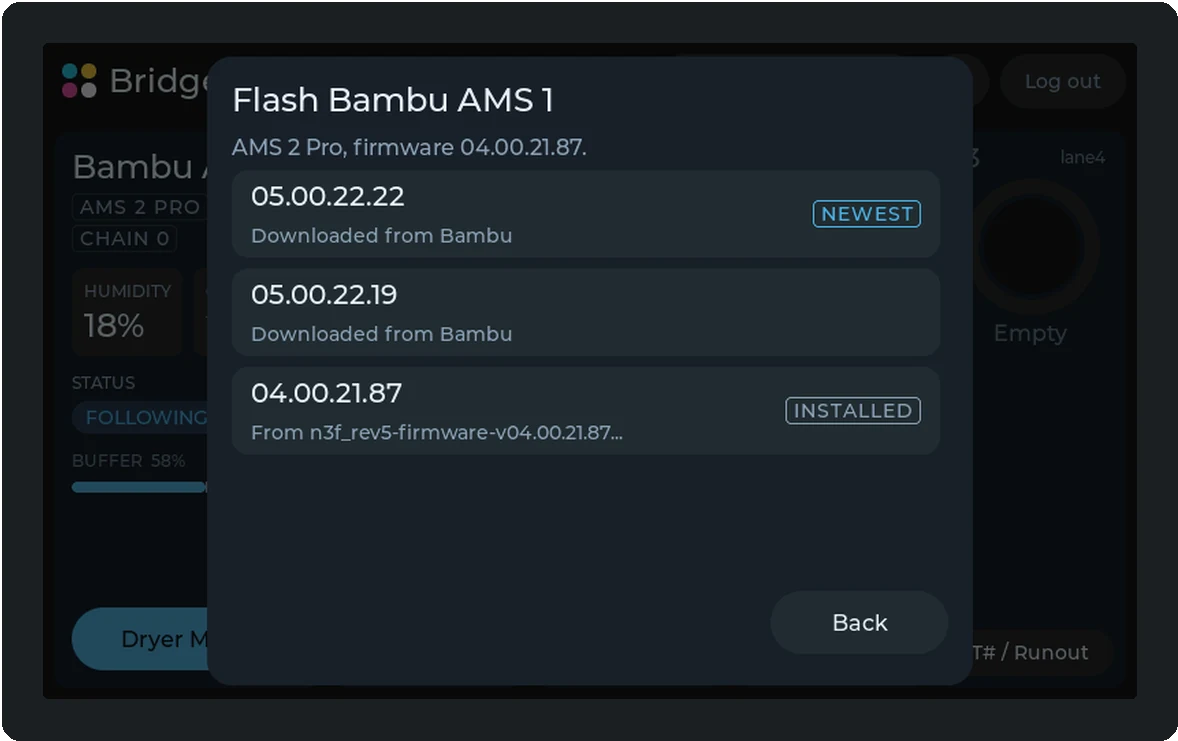 Bridge
Log out
Flash Bambu AMS 1
AMS 2 Pro, firmware 04.00.21.87.
05.00.22.22
NEWEST
Downloaded from Bambu
05.00.22.19
Downloaded from Bambu
04.00.21.87
INSTALLED
From n3f_rev5-firmware-v04.00.21.87...
Back
Bambu
AMS 2 PRO
CHAIN 0
HUMIDITY
18%
STATUS
FOLLOWING
BUFFER 58%
Dryer M
3
lane4
Empty
T# / Runout